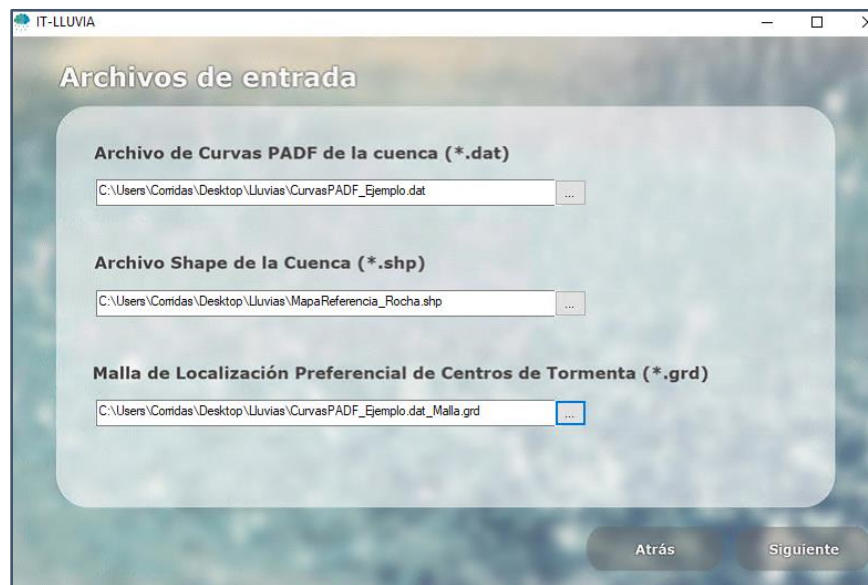 IT-LLUVIA
Archivos de entrada
Archivo de Curvas PADF de la cuenca (*.dat)
C:\Users\Corridas\Desktop\Lluvias\CurvasPADF_Ejemplo.dat
...
Archivo Shape de la Cuenca (*.shp)
C:\Users\Corridas\Desktop\Lluvias\MapaReferencia_Rocha.shp
...
Malla de Localización Preferencial de Centros de Tormenta (*.grd)
C:\Users\Corridas\Desktop\Lluvias\CurvasPADF_Ejemplo.dat_Malla.grd
...
Atrás
Siguiente